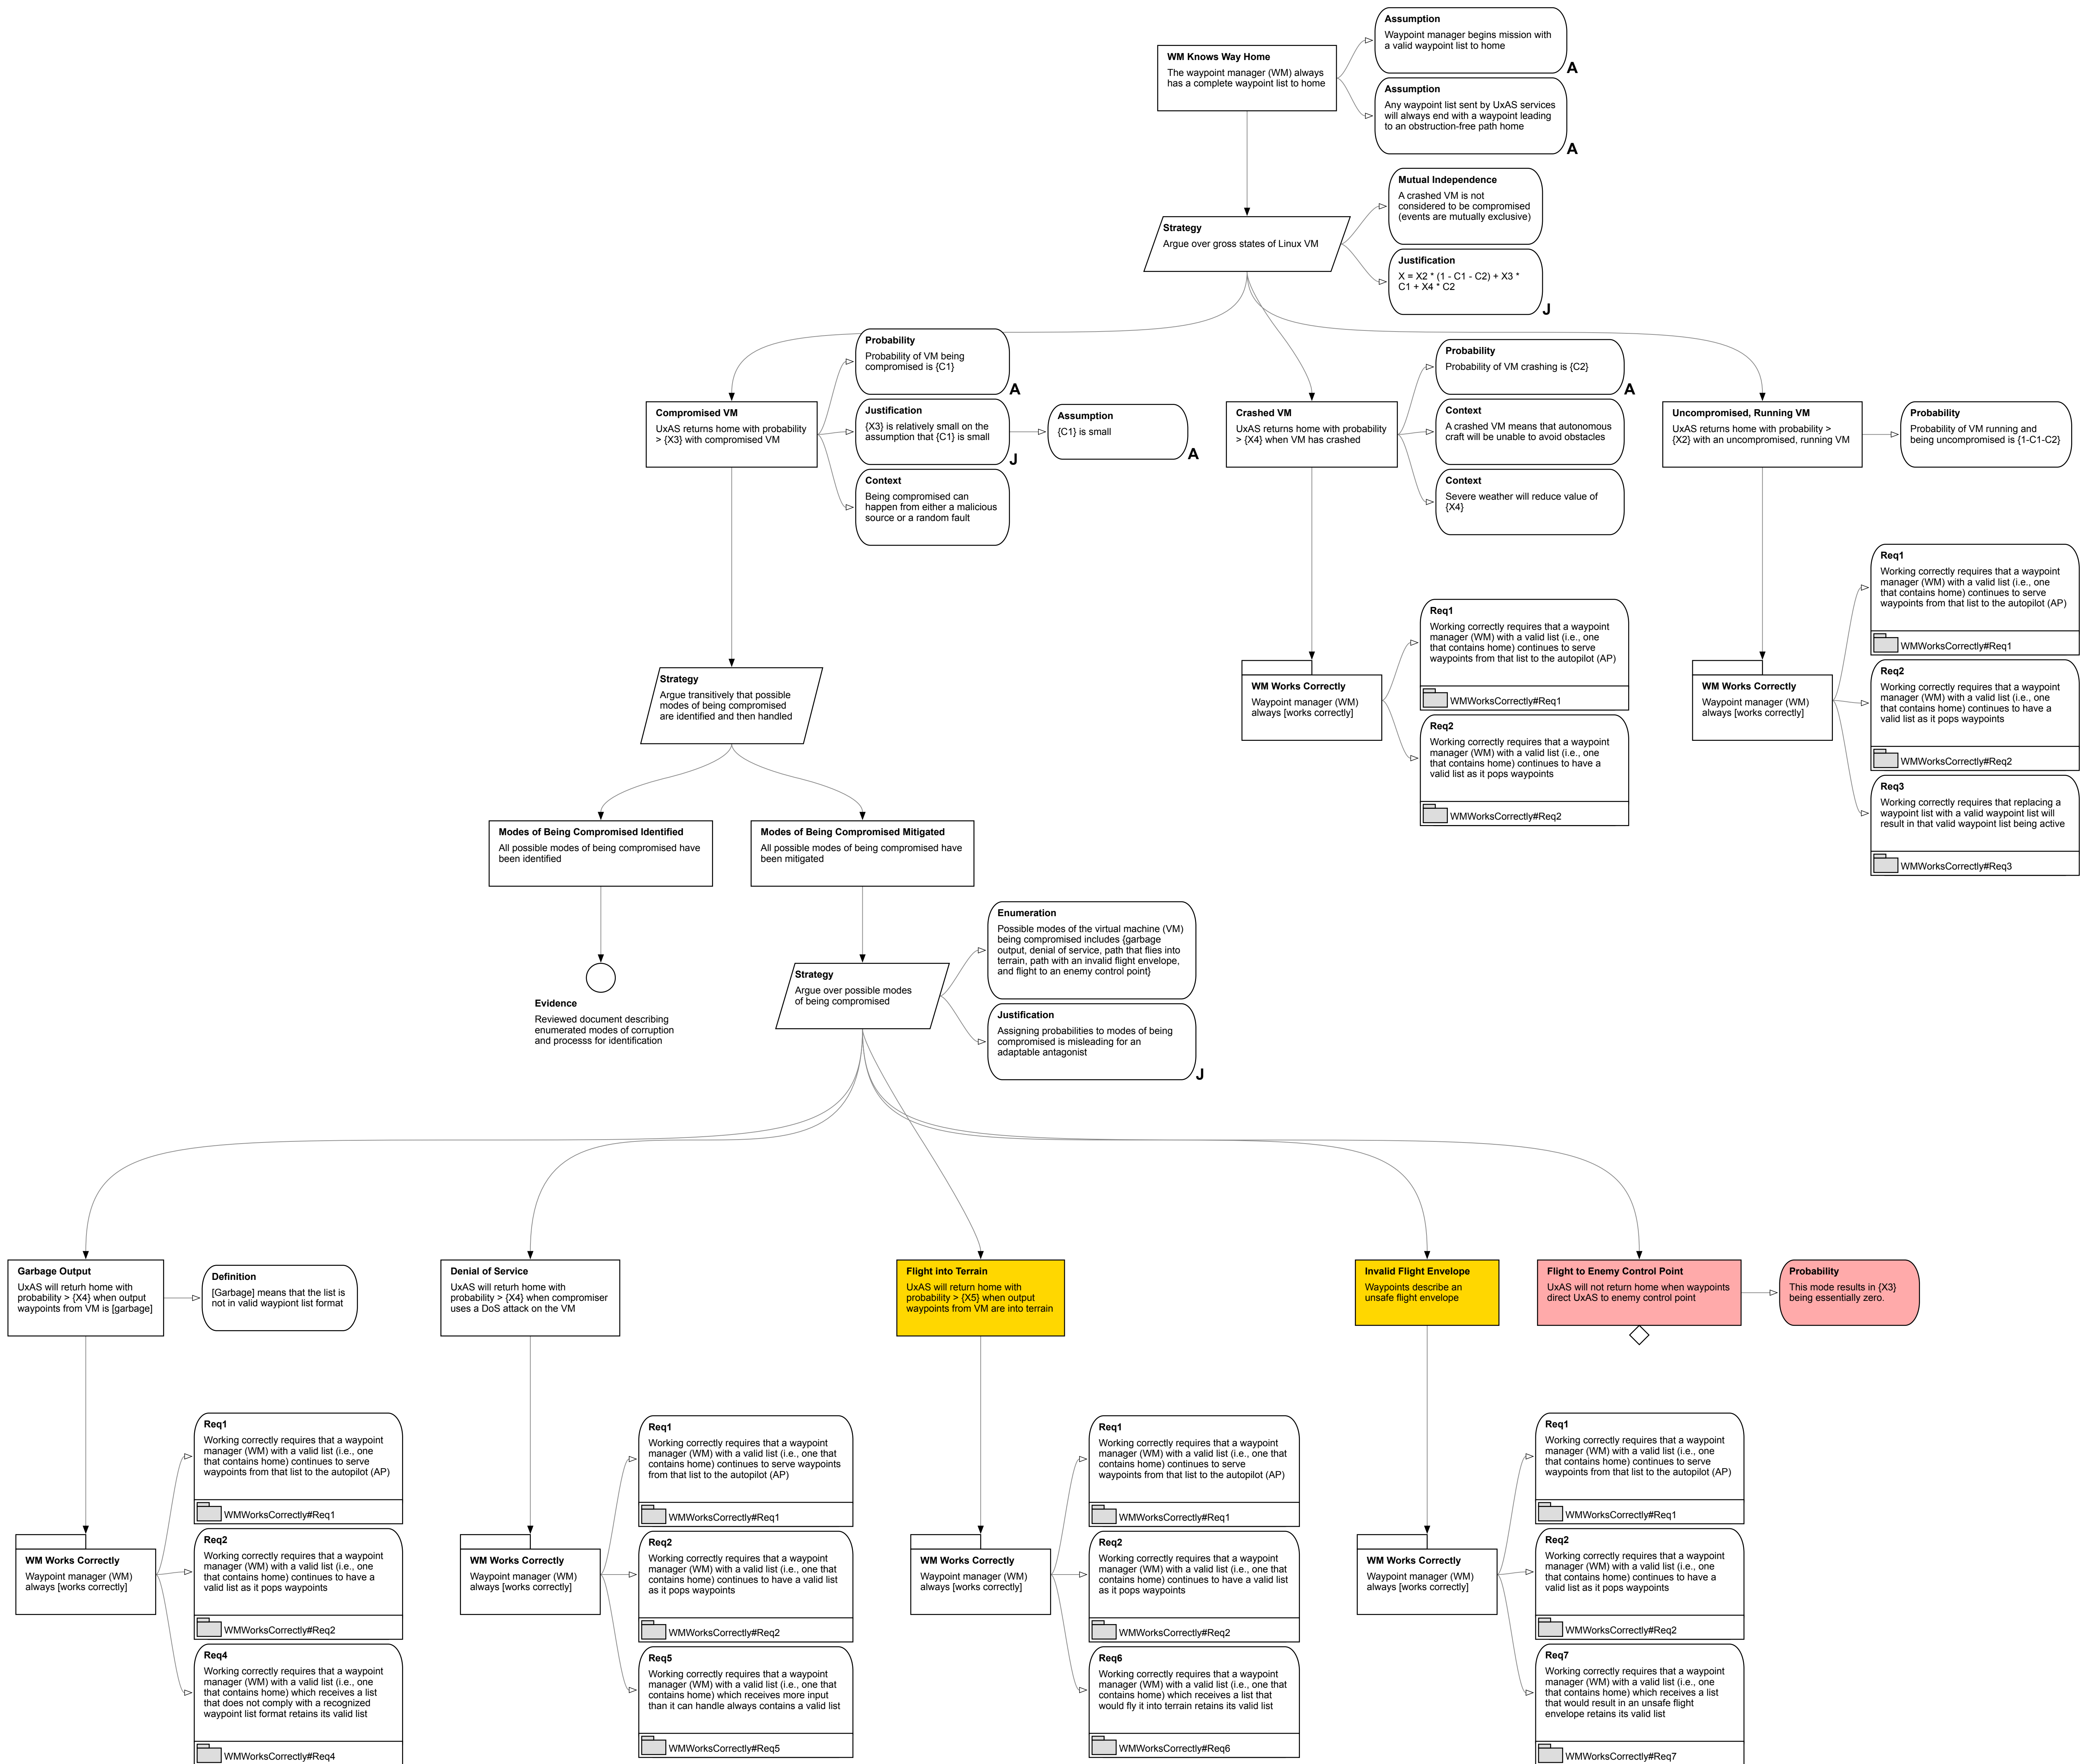 Assumption
Waypoint manager begins mission with
a valid waypoint list to home
A
WM Knows Way Home
The waypoint manager (WM) always
has a complete waypoint list to home
Assumption
Any waypoint list sent by UxAS services
will always end with a waypoint leading
to an obstruction-free path home
A
Mutual Independence
A crashed VM is not
considered to be compromised
(events are mutually exclusive)
Strategy
Argue over gross states of Linux VM
Justification
X = X2 * (1 - C1 - C2) + X3 *
C1 + X4 * C2
J
Probability
Probability of VM being
compromised is {C1}
A
Compromised VM
UxAS returns home with probability
> {X3} with compromised VM
Justification
{X3} is relatively small on the
assumption that {C1} is small
J
Assumption
{C1} is small
A
Context
Being compromised can
happen from either a malicious
source or a random fault
Probability
Probability of VM crashing is {C2}
A
Crashed VM
UxAS returns home with probability
> {X4} when VM has crashed
Context
A crashed VM means that autonomous
craft will be unable to avoid obstacles
Context
Severe weather will reduce value of
{X4}
Uncompromised, Running VM
UxAS returns home with probability >
{X2} with an uncompromised, running VM
Probability
Probability of VM running and
being uncompromised is {1-C1-C2}
WM Works Correctly
Waypoint manager (WM)
always [works correctly]
Req1
Working correctly requires that a waypoint
manager (WM) with a valid list (i.e., one
that contains home) continues to serve
waypoints from that list to the autopilot (AP)
WMWorksCorrectly#Req1
Req2
Working correctly requires that a waypoint
manager (WM) with a valid list (i.e., one
that contains home) continues to have a
valid list as it pops waypoints
WMWorksCorrectly#Req2
WM Works Correctly
Waypoint manager (WM)
always [works correctly]
Req1
Working correctly requires that a waypoint
manager (WM) with a valid list (i.e., one
that contains home) continues to serve
waypoints from that list to the autopilot (AP)
WMWorksCorrectly#Req1
Req2
Working correctly requires that a waypoint
manager (WM) with a valid list (i.e., one
that contains home) continues to have a
valid list as it pops waypoints
WMWorksCorrectly#Req2
Req3
Working correctly requires that replacing a
waypoint list with a valid waypoint list will
result in that valid waypoint list being active
WMWorksCorrectly#Req3
Strategy
Argue transitively that possible
modes of being compromised
are identified and then handled
Modes of Being Compromised Identified
All possible modes of being compromised have
been identified
Modes of Being Compromised Mitigated
All possible modes of being compromised have
been mitigated
Evidence
Reviewed document describing
enumerated modes of corruption
and processs for identification
Strategy
Argue over possible modes
of being compromised
Enumeration
Possible modes of the virtual machine (VM)
being compromised includes {garbage
output, denial of service, path that flies into
terrain, path with an invalid flight envelope,
and flight to an enemy control point}
Justification
Assigning probabilities to modes of being
compromised is misleading for an
adaptable antagonist
J
Garbage Output
UxAS will returh home with
probability > {X4} when output
waypoints from VM is [garbage]
Definition
[Garbage] means that the list is
not in valid waypiont list format
Denial of Service
UxAS will returh home with
probability > {X4} when compromiser
uses a DoS attack on the VM
Flight into Terrain
UxAS will return home with
probability > {X5} when output
waypoints from VM are into terrain
Invalid Flight Envelope
Waypoints describe an
unsafe flight envelope
Flight to Enemy Control Point
UxAS will not return home when waypoints
direct UxAS to enemy control point
Probability
This mode results in {X3}
being essentially zero.
WM Works Correctly
Waypoint manager (WM)
always [works correctly]
Req1
Working correctly requires that a waypoint
manager (WM) with a valid list (i.e., one
that contains home) continues to serve
waypoints from that list to the autopilot (AP)
WMWorksCorrectly#Req1
Req2
Working correctly requires that a waypoint
manager (WM) with a valid list (i.e., one
that contains home) continues to have a
valid list as it pops waypoints
WMWorksCorrectly#Req2
Req4
Working correctly requires that a waypoint
manager (WM) with a valid list (i.e., one
that contains home) which receives a list
that does not comply with a recognized
waypoint list format retains its valid list
WMWorksCorrectly#Req4
WM Works Correctly
Waypoint manager (WM)
always [works correctly]
Req1
Working correctly requires that a waypoint
manager (WM) with a valid list (i.e., one that
contains home) continues to serve waypoints
from that list to the autopilot (AP)
WMWorksCorrectly#Req1
Req2
Working correctly requires that a waypoint
manager (WM) with a valid list (i.e., one that
contains home) continues to have a valid list
as it pops waypoints
WMWorksCorrectly#Req2
Req5
Working correctly requires that a waypoint
manager (WM) with a valid list (i.e., one that
contains home) which receives more input
than it can handle always contains a valid list
WMWorksCorrectly#Req5
WM Works Correctly
Waypoint manager (WM)
always [works correctly]
Req1
Working correctly requires that a waypoint
manager (WM) with a valid list (i.e., one that
contains home) continues to serve
waypoints from that list to the autopilot (AP)
WMWorksCorrectly#Req1
Req2
Working correctly requires that a waypoint
manager (WM) with a valid list (i.e., one that
contains home) continues to have a valid list
as it pops waypoints
WMWorksCorrectly#Req2
Req6
Working correctly requires that a waypoint
manager (WM) with a valid list (i.e., one that
contains home) which receives a list that
would fly it into terrain retains its valid list
WMWorksCorrectly#Req6
WM Works Correctly
Waypoint manager (WM)
always [works correctly]
Req1
Working correctly requires that a waypoint
manager (WM) with a valid list (i.e., one
that contains home) continues to serve
waypoints from that list to the autopilot (AP)
WMWorksCorrectly#Req1
Req2
Working correctly requires that a waypoint
manager (WM) with a valid list (i.e., one
that contains home) continues to have a
valid list as it pops waypoints
WMWorksCorrectly#Req2
Req7
Working correctly requires that a waypoint
manager (WM) with a valid list (i.e., one
that contains home) which receives a list
that would result in an unsafe flight
envelope retains its valid list
WMWorksCorrectly#Req7